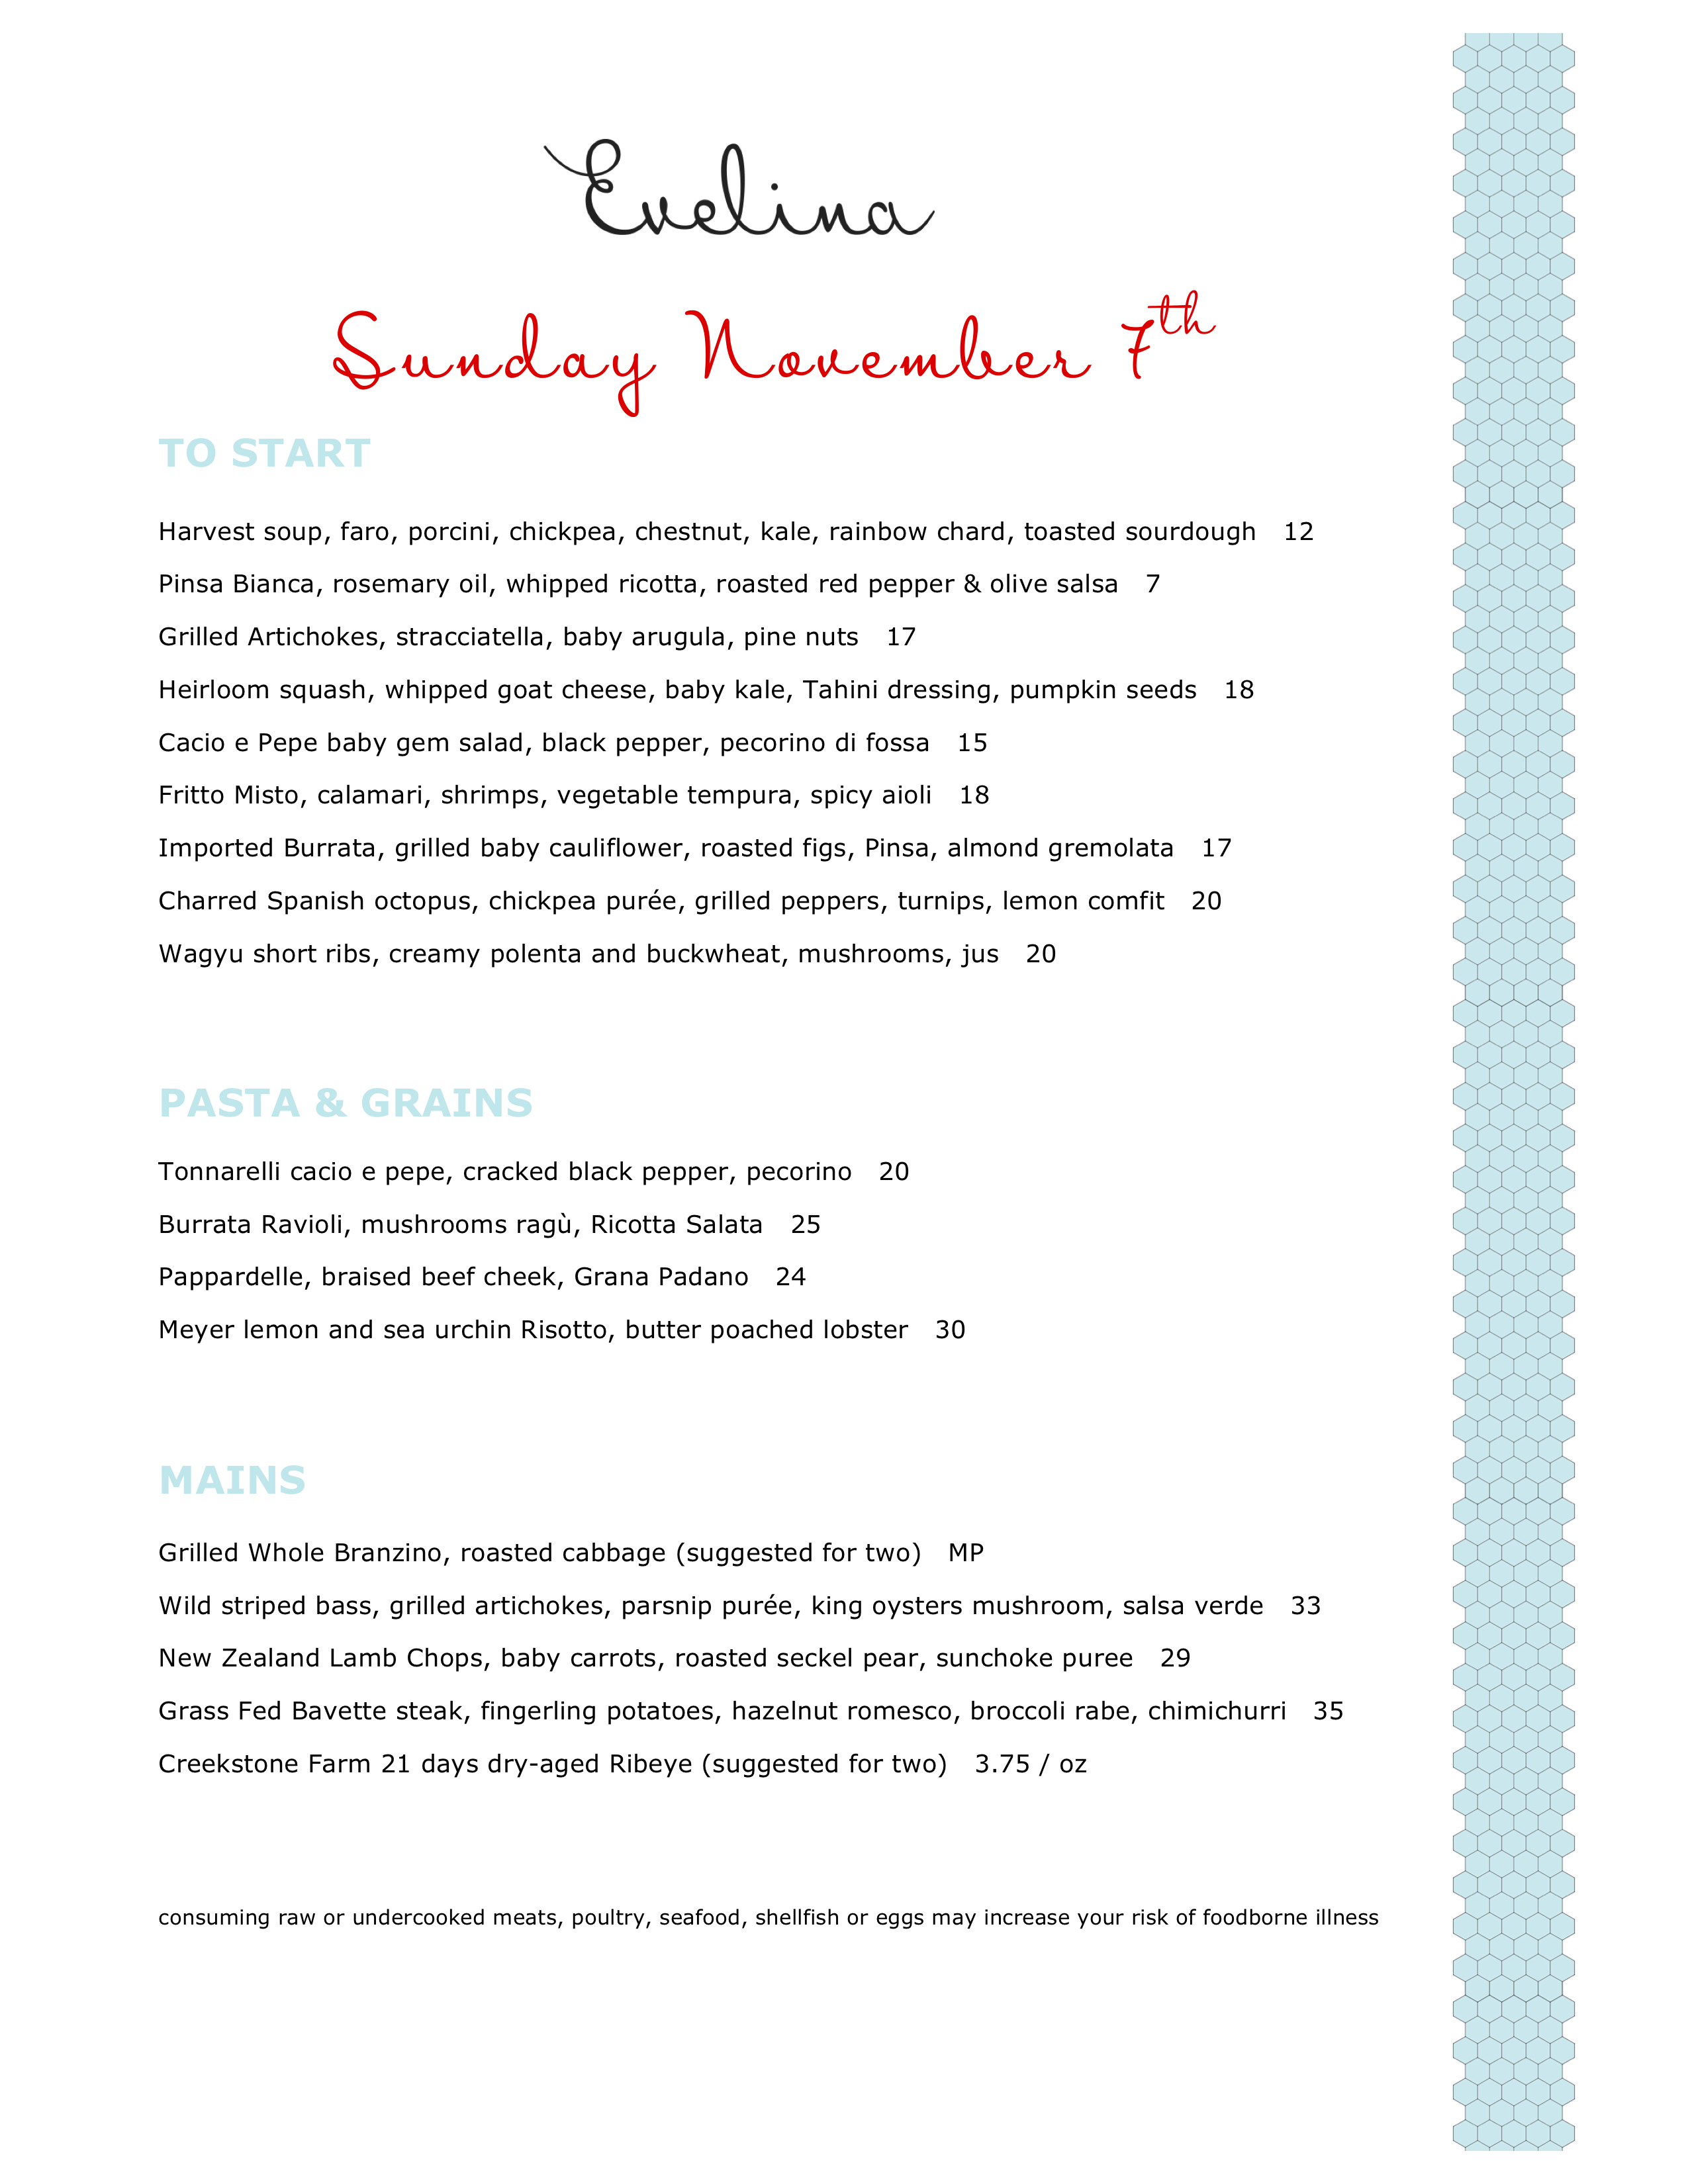 Evelina
Sunday November 7th
TO START
Harvest soup, faro, porcini, chickpea, chestnut, kale, rainbow chard, toasted sourdough 12
Pinsa Bianca, rosemary oil, whipped ricotta, roasted red pepper & olive salsa 7
Grilled Artichokes, stracciatella, baby arugula, pine nuts 17
Heirloom squash, whipped goat cheese, baby kale, Tahini dressing, pumpkin seeds 18
Cacio e Pepe baby gem salad, black pepper, pecorino di fossa 15
Fritto Misto, calamari, shrimps, vegetable tempura, spicy aioli 18
Imported Burrata, grilled baby cauliflower, roasted figs, Pinsa, almond gremolata 17
Charred Spanish octopus, chickpea purée, grilled peppers, turnips, lemon comfit 20
Wagyu short ribs, creamy polenta and buckwheat, mushrooms, jus 20
PASTA & GRAINS
Tonnarelli cacio e pepe, cracked black pepper, pecorino 20
Burrata Ravioli, mushrooms ragù, Ricotta Salata 25
Pappardelle, braised beef cheek, Grana Padano 24
Meyer lemon and sea urchin Risotto, butter poached lobster 30
MAINS
Grilled Whole Branzino, roasted cabbage (suggested for two) MP
Wild striped bass, grilled artichokes, parsnip purée, king oysters mushroom, salsa verde 33
New Zealand Lamb Chops, baby carrots, roasted seckel pear, sunchoke puree 29
Grass Fed Bavette steak, fingerling potatoes, hazelnut romesco, broccoli rabe, chimichurri 35
Creekstone Farm 21 days dry-aged Ribeye (suggested for two) 3.75 / oz
consuming raw or undercooked meats, poultry, seafood, shellfish or eggs may increase your risk of foodborne illness